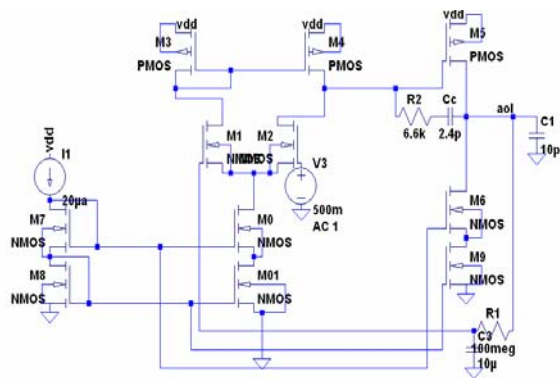 vdd
vdd
vdd
M3
M4
M5
PMOS
PMOS
PMOS
R2
6.6k
Cc
2.4p
aol
C1
10p
M1
M2
NMOS
NMOS
vdd
I1
20µa
V3
500m
AC 1
M7
NMOS
M0
NMOS
M6
NMOS
M8
NMOS
M01
NMOS
M9
NMOS
R1
100meg
C3
10µ